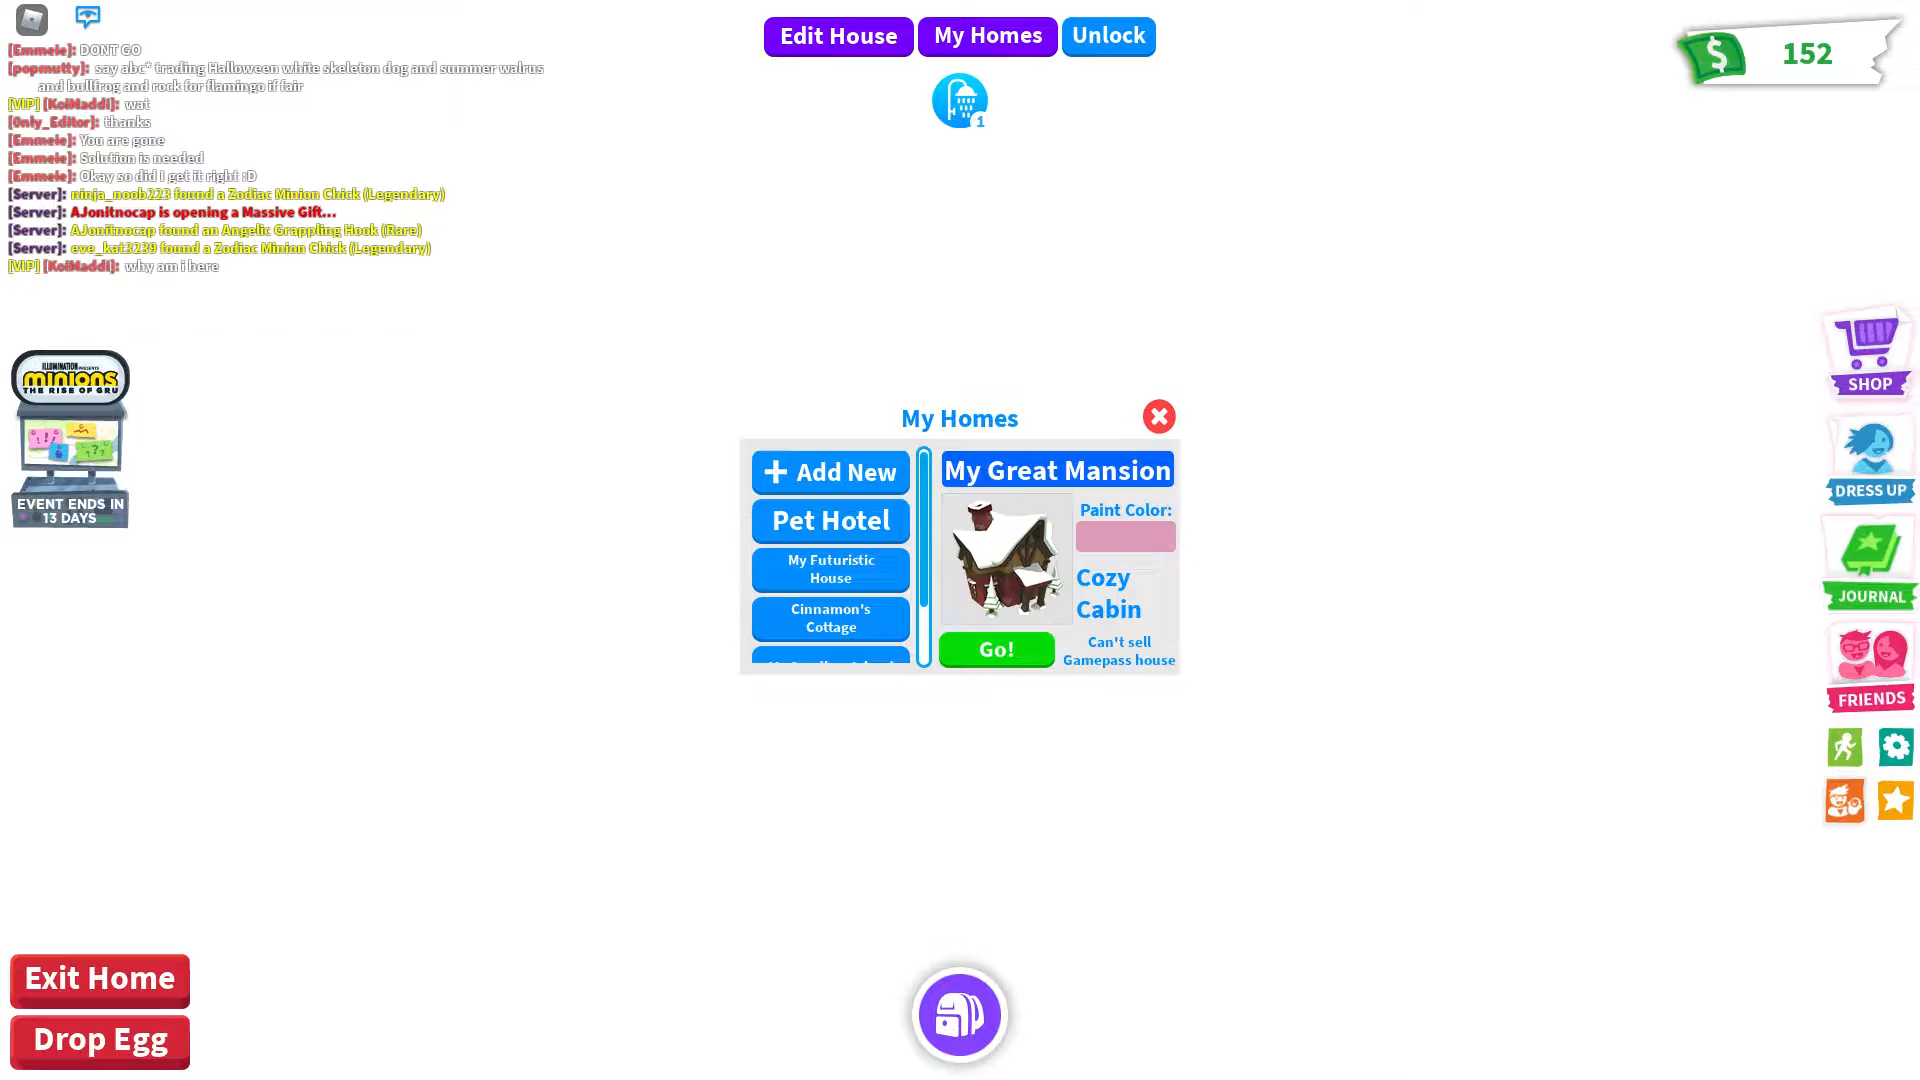 [Emmeie]: DONT GO
[popmutty]: say abc* trading Halloween white skeleton dog and summer walrus
and bullfrog and rock for flamingo if fair
[VIP] [KoiMaddi]: wat
[0nly_Editor]: thanks
[Emmeie]: You are gone
[Emmeie]: Solution is needed
[Emmeie]: Okay so did I get it right :D
[Server]: ninja_noob223 found a Zodiac Minion Chick (Legendary)
[Server]: AJonitnocap is opening a Massive Gift...
[Server]: AJonitnocap found an Angelic Grappling Hook (Rare)
[Server]: eve_kat3239 found a Zodiac Minion Chick (Legendary)
[VIP] [KoiMaddi]: why am i here
Edit House
My Homes
Unlock
1
152
ILLUMINATION PRESENTS
minions
THE RISE OF GRU
EVENT ENDS IN
13 DAYS
My Homes
+ Add New
Pet Hotel
My Futuristic
House
Cinnamon's
Cottage
My Great Mansion
Paint Color:
Cozy
Cabin
Go!
Can't sell
Gamepass house
SHOP
DRESS UP
JOURNAL
FRIENDS
Exit Home
Drop Egg